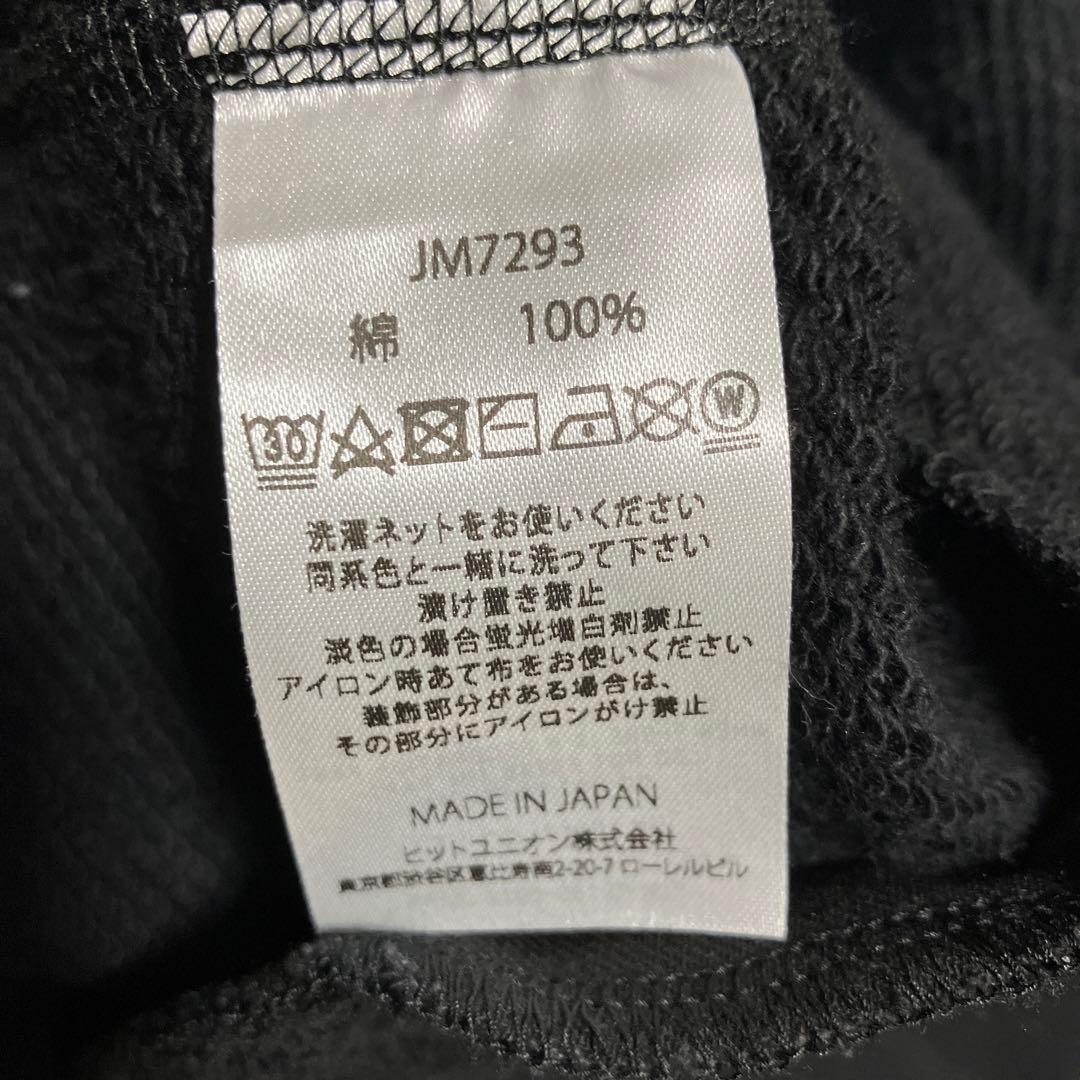 JM7293
綿 100%
30 W
洗濯ネットをお使いください
同系色と一緒に洗って下さい
漬け置き禁止
淡色の場合蛍光増白剤禁止
アイロン時あて布をお使いください
装飾部分がある場合は、
その部分にアイロンがけ禁止
MADE IN JAPAN
ヒットユニオン株式会社
東京都渋谷区恵比寿南2-20-7 ローレルビル